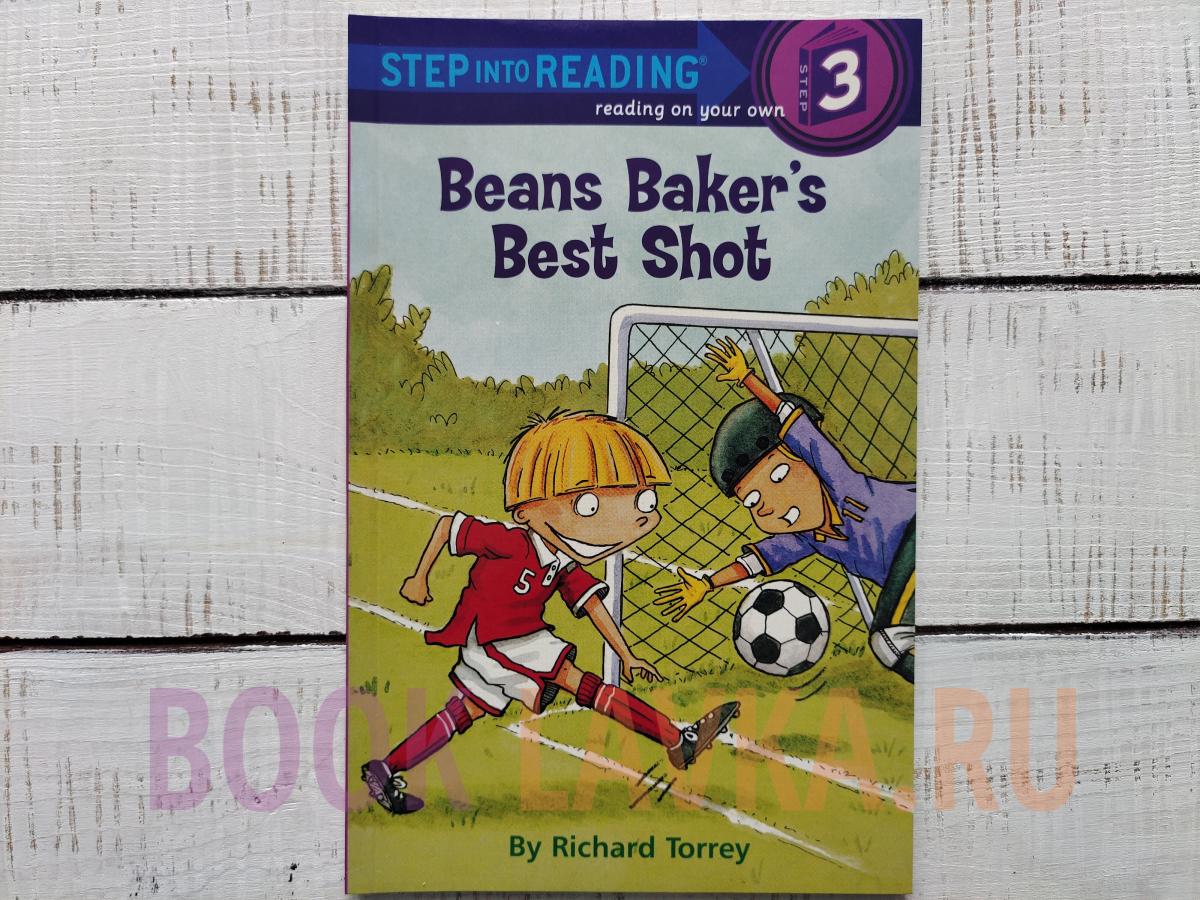 STEP INTO READING®
reading on your own
STEP 3
Beans Baker's
Best Shot
11
5
BOOK LAVKA.RU
By Richard Torrey